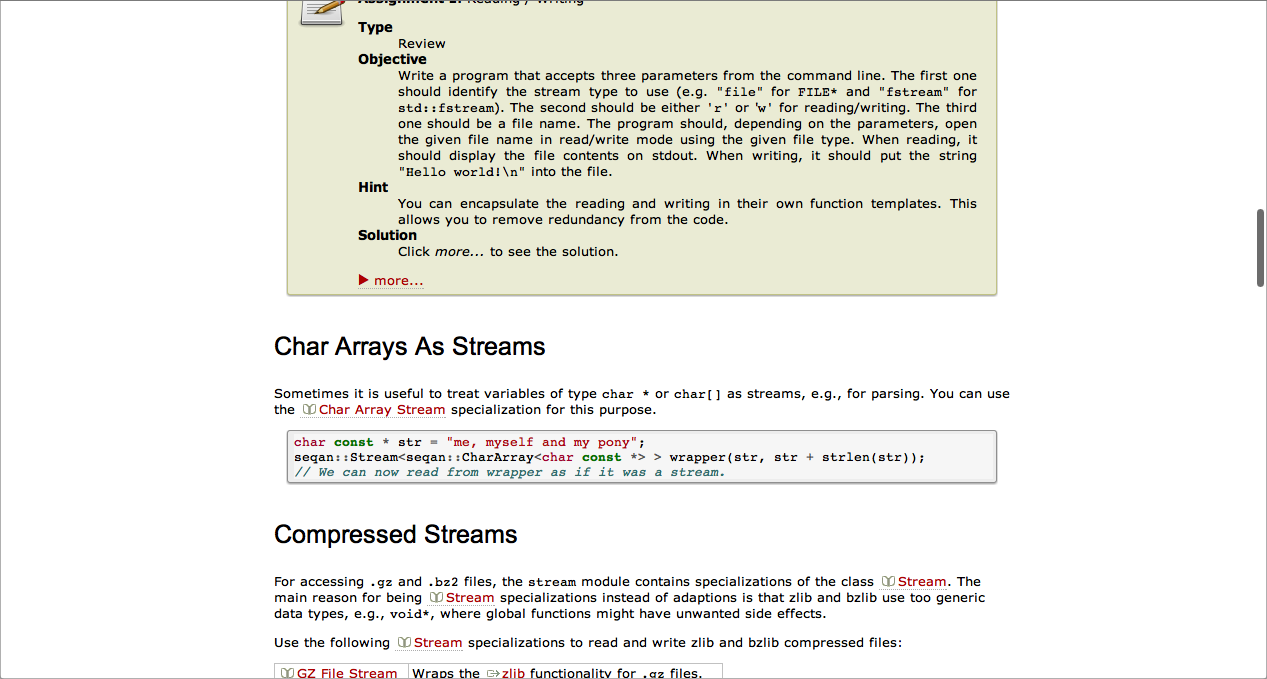 Assignment 1: Reading / Writing
Type
Review
Objective
Write a program that accepts three parameters from the command line. The first one
should identify the stream type to use (e.g. "file" for FILE* and "fstream" for
std::fstream). The second should be either 'r' or 'w' for reading/writing. The third
one should be a file name. The program should, depending on the parameters, open
the given file name in read/write mode using the given file type. When reading, it
should display the file contents on stdout. When writing, it should put the string
"Hello world!\n" into the file.
Hint
You can encapsulate the reading and writing in their own function templates. This
allows you to remove redundancy from the code.
Solution
Click more... to see the solution.
more...
Char Arrays As Streams
Sometimes it is useful to treat variables of type char * or char[] as streams, e.g., for parsing. You can use
the Char Array Stream specialization for this purpose.
char const * str = "me, myself and my pony";
seqan::Stream<seqan::CharArray<char const *> > wrapper(str, str + strlen(str));
// We can now read from wrapper as if it was a stream.
Compressed Streams
For accessing .gz and .bz2 files, the stream module contains specializations of the class Stream. The
main reason for being Stream specializations instead of adaptions is that zlib and bzlib use too generic
data types, e.g., void*, where global functions might have unwanted side effects.
Use the following Stream specializations to read and write zlib and bzlib compressed files:
GZ File Stream Wraps the zlib functionality for .gz files.